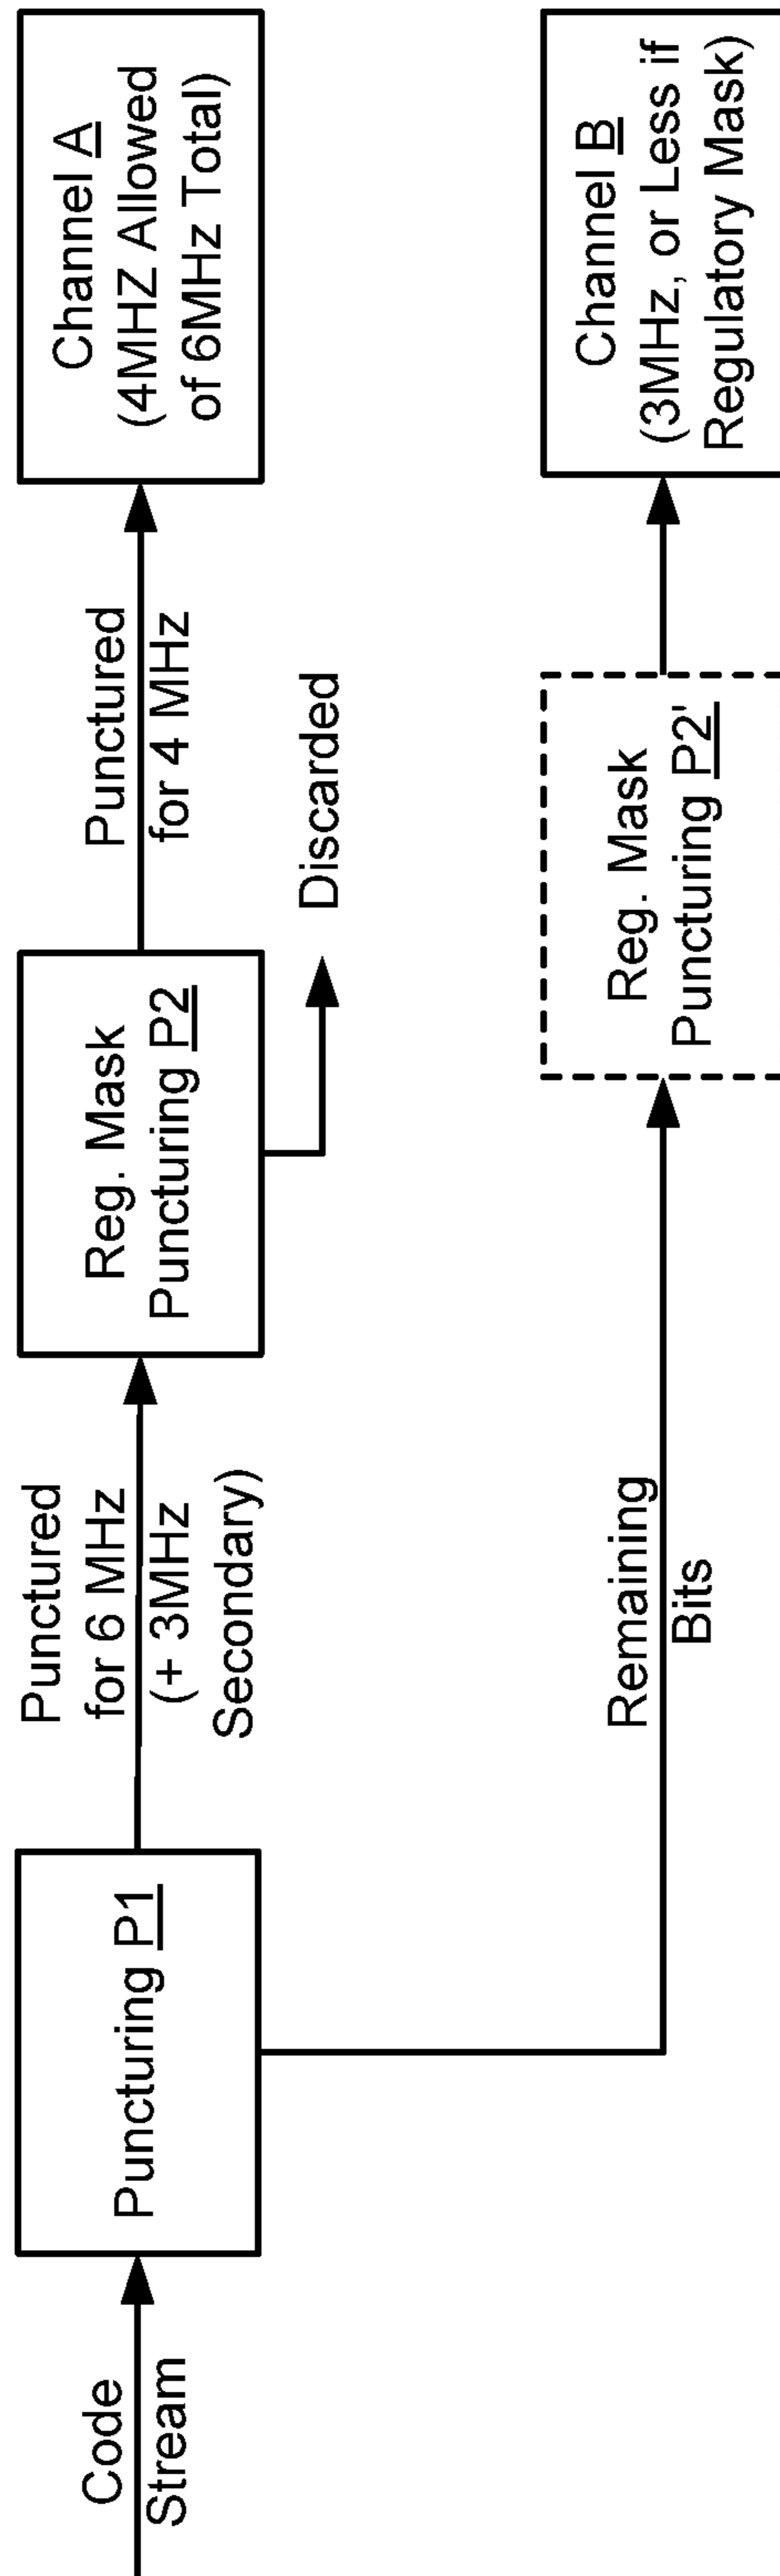 Code
Stream
Puncturing P1
Punctured
for 6 MHz
(+ 3MHz
Secondary)
Reg. Mask
Puncturing P2
Discarded
Punctured
for 4 MHz
Channel A
(4MHZ Allowed
of 6MHz Total)
Remaining
Bits
Reg. Mask
Puncturing P2'
Channel B
(3MHz, or Less if
Regulatory Mask)